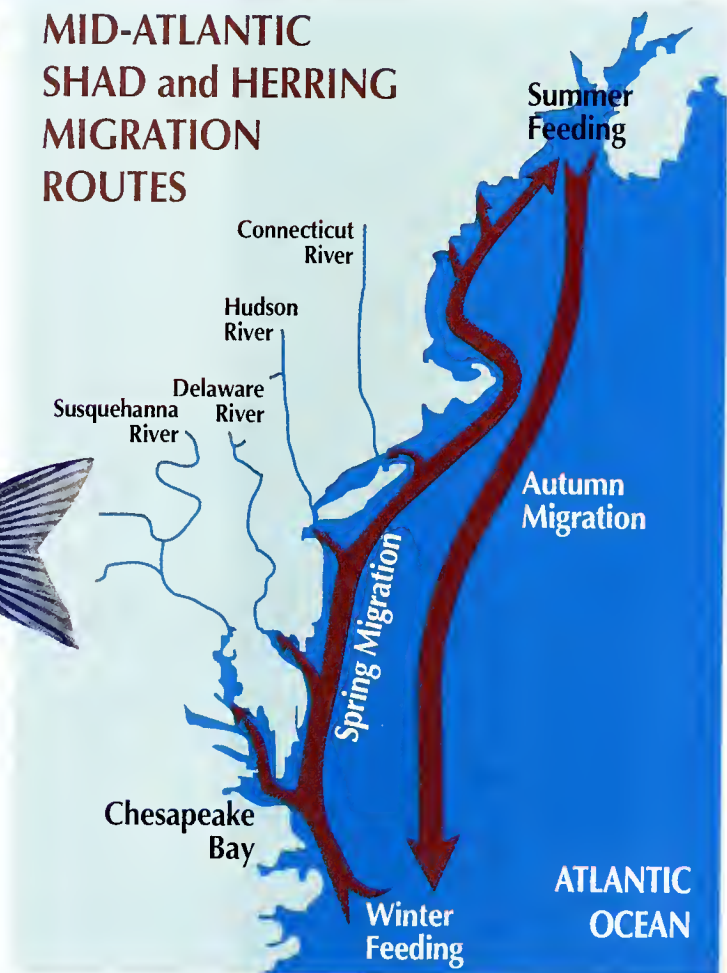 MID-ATLANTIC
SHAD and HERRING
MIGRATION
ROUTES
Summer
Feeding
Connecticut
River
Hudson
River
Delaware
River
Susquehanna
River
Autumn
Migration
Spring Migration
Chesapeake
Bay
Winter
Feeding
ATLANTIC
OCEAN